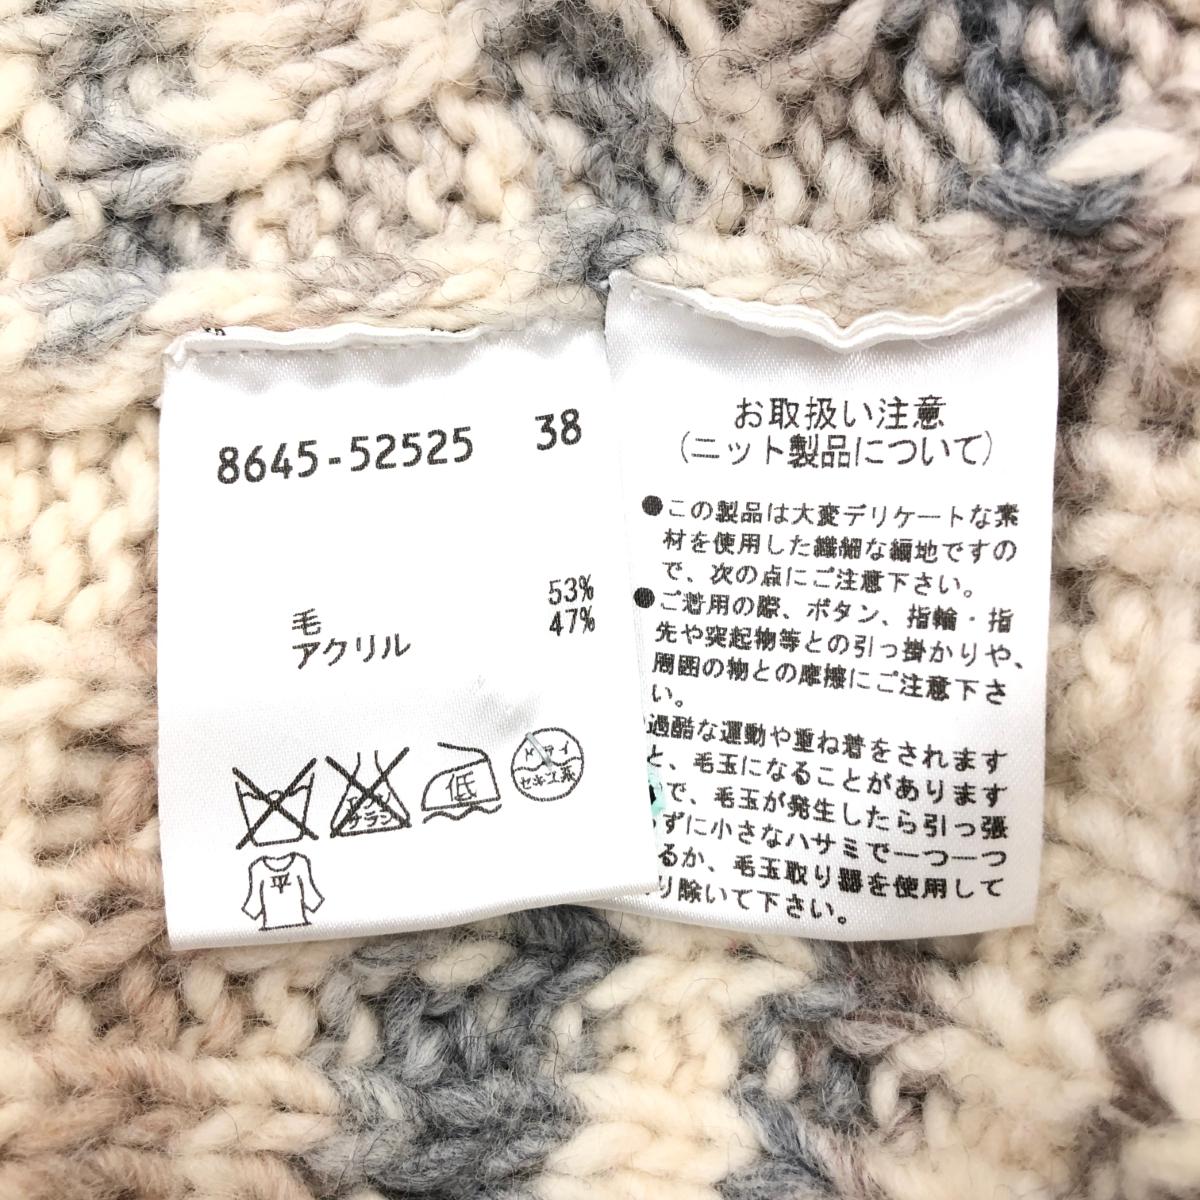 8645-52525 38
毛 53%
アクリル 47%
エンソ
サラシ
低
ドライ
セキユ系
平
お取扱い注意
(ニット製品について)
●この製品は大変デリケートな素
材を使用した繊細な編地ですの
で、次の点にご注意下さい。
●ご着用の際、ボタン、指輪・指
先や突起物等との引っ掛かりや、
周囲の物との摩擦にご注意下さ
い。
過酷な運動や重ね着をされます
と、毛玉になることがあります
で、毛玉が発生したら引っ張
ずに小さなハサミで一つ一つ
るか、毛玉取り器を使用して
り除いて下さい。